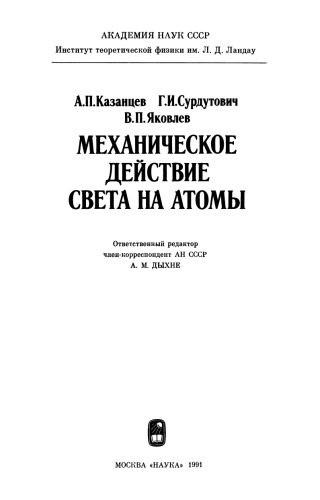 АКАДЕМИЯ НАУК СССР
Институт теоретической физики им. Л. Д. Ландау
А.П.Казанцев Г.И.Сурдутович
В.П.Яковлев
МЕХАНИЧЕСКОЕ
ДЕЙСТВИЕ
СВЕТА НА АТОМЫ
Ответственный редактор
член-корреспондент АН СССР
А. М. ДЫХНЕ
МОСКВА «НАУКА» 1991